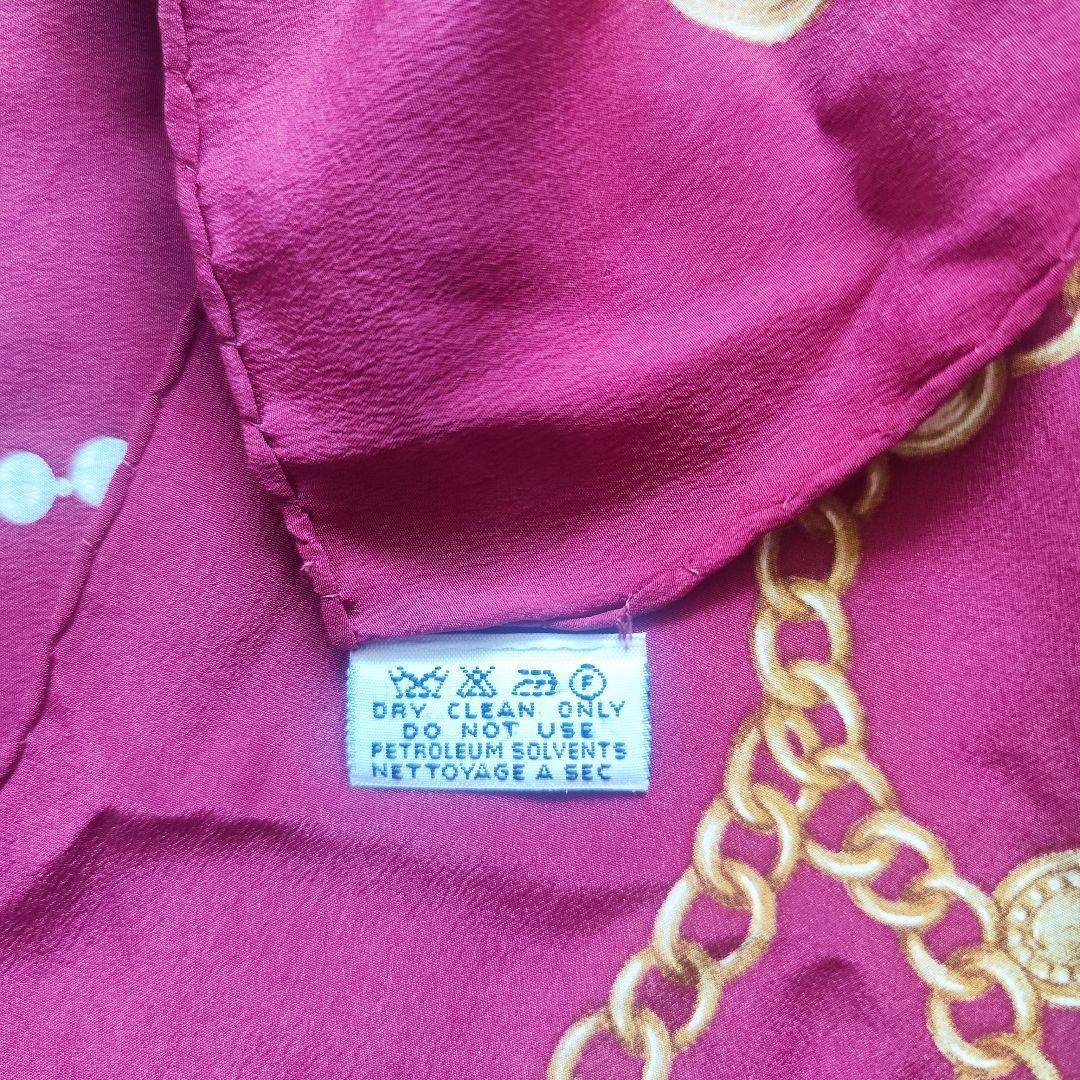 F
DRY CLEAN ONLY
DO NOT USE
PETROLEUM SOLVENTS
NETTOYAGE A SEC